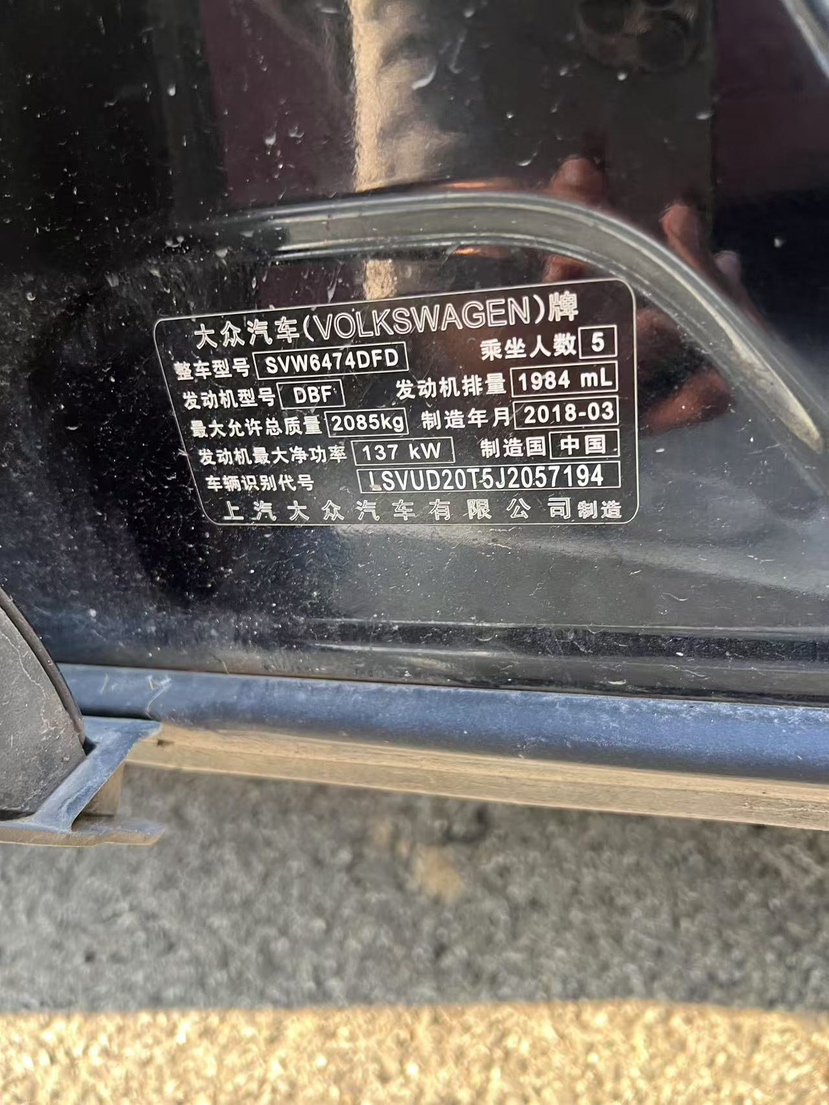 大众汽车(VOLKSWAGEN)牌
整车型号 SVW6474DFD 乘坐人数 5
发动机型号 DBF 发动机排量 1984 mL
最大允许总质量 2085kg 制造年月 2018-03
发动机最大净功率 137 kW 制造国 中国
车辆识别代号 LSVUD20T5J2057194
上汽大众汽车有限公司制造